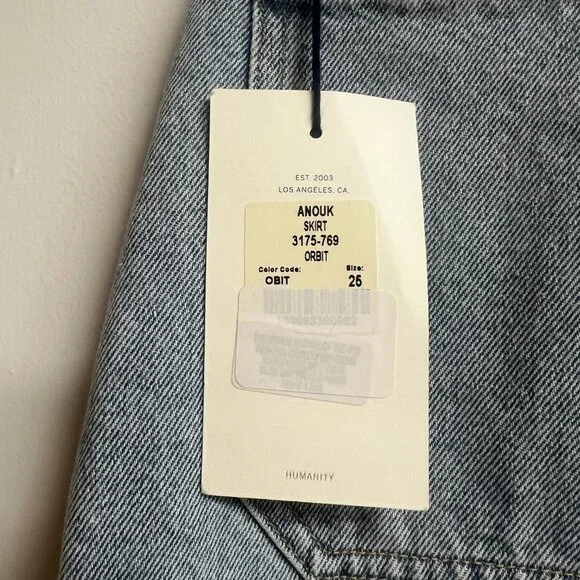 EST. 2003
LOS ANGELES, CA.
ANOUK
SKIRT
3175-769
ORBIT
Color Code: Size:
OBIT 25
HUMANITY